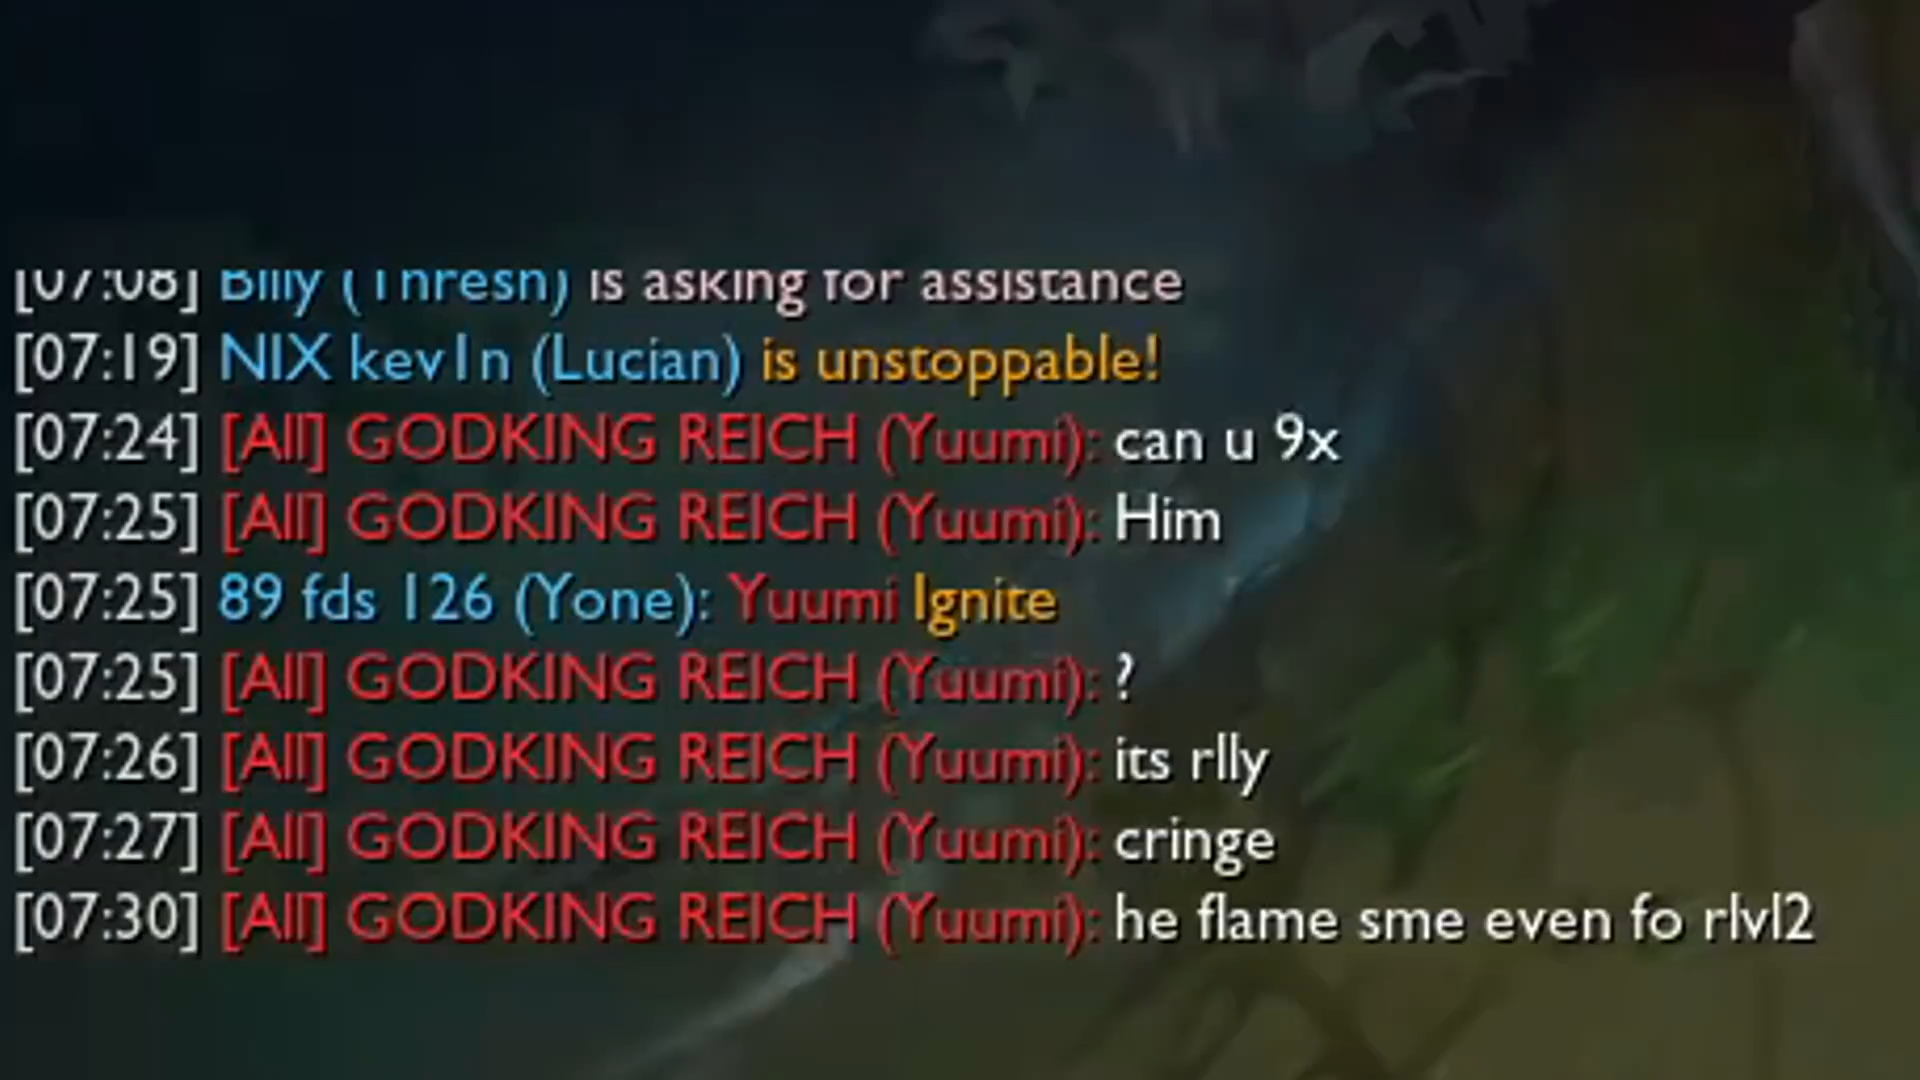 [07:08] Billy (Thresh) is asking for assistance
[07:19] NIX kev1n (Lucian) is unstoppable!
[07:24] [All] GODKING REICH (Yuumi): can u 9x
[07:25] [All] GODKING REICH (Yuumi): Him
[07:25] 89 fds 126 (Yone): Yuumi Ignite
[07:25] [All] GODKING REICH (Yuumi): ?
[07:26] [All] GODKING REICH (Yuumi): its rlly
[07:27] [All] GODKING REICH (Yuumi): cringe
[07:30] [All] GODKING REICH (Yuumi): he flame sme even fo rlvl2